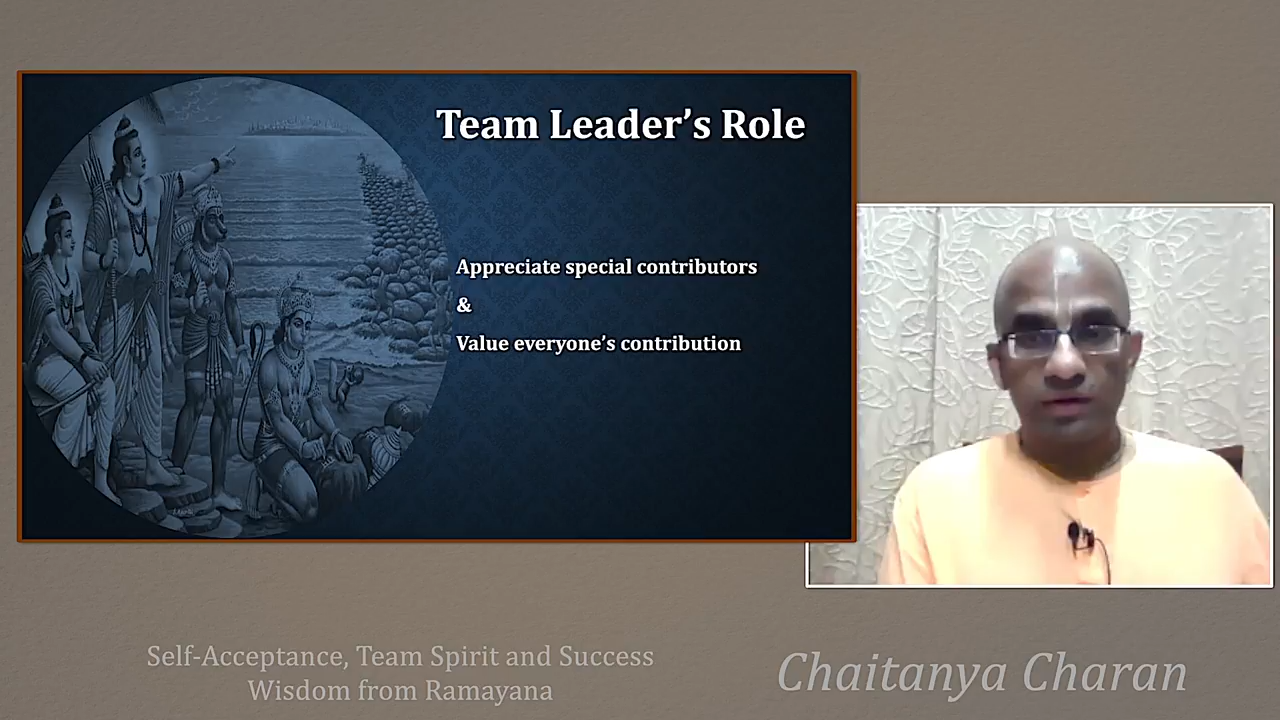 Team Leader’s Role
Appreciate special contributors
&
Value everyone’s contribution
Self-Acceptance, Team Spirit and Success
Wisdom from Ramayana
Chaitanya Charan